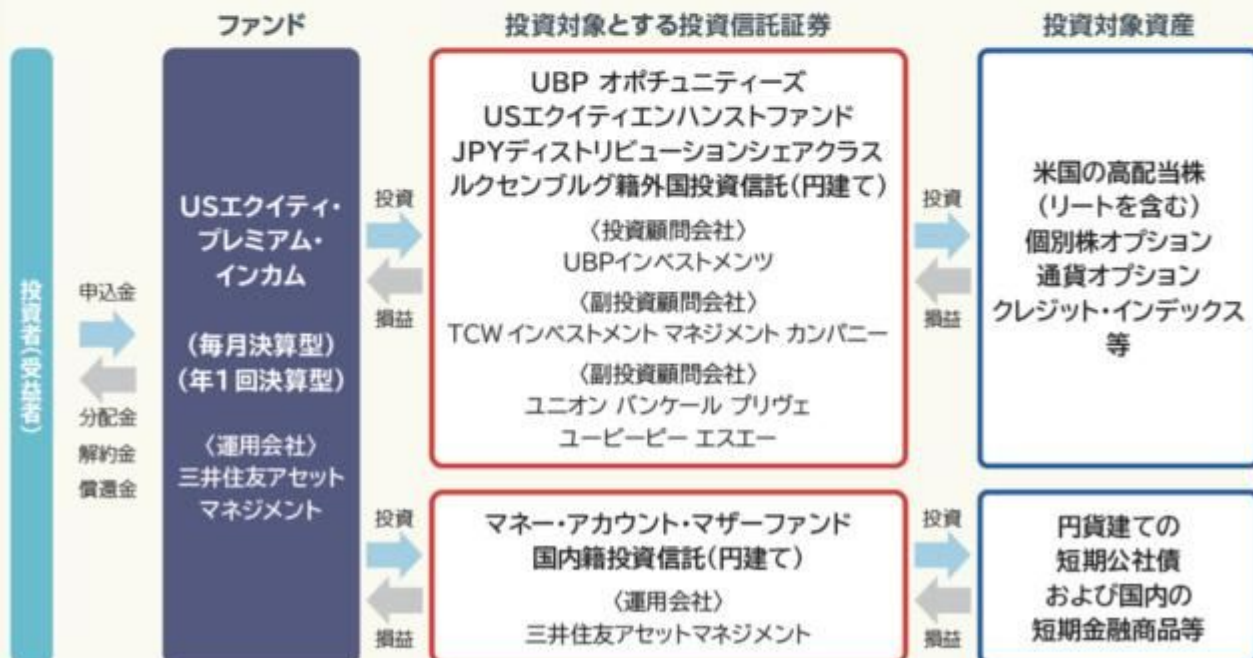 ファンド
投資対象とする投資信託証券
投資対象資産
投資者(受益者)
申込金
分配金
解約金
償還金
USエクイティ・
プレミアム・
インカム
(毎月決算型)
(年1回決算型)
〈運用会社〉
三井住友アセット
マネジメント
投資
損益
UBP オポチュニティーズ
USエクイティエンハンストファンド
JPYディストリビューションシェアクラス
ルクセンブルグ籍外国投資信託(円建て)
〈投資顧問会社〉
UBPインベストメンツ
〈副投資顧問会社〉
TCW インベストメント マネジメント カンパニー
〈副投資顧問会社〉
ユニオン バンケール プリヴェ
ユービーピー エスエー
投資
損益
米国の高配当株
(リートを含む)
個別株オプション
通貨オプション
クレジット・インデックス
等
投資
損益
マネー・アカウント・マザーファンド
国内籍投資信託(円建て)
〈運用会社〉
三井住友アセットマネジメント
投資
損益
円貨建ての
短期公社債
および国内の
短期金融商品等